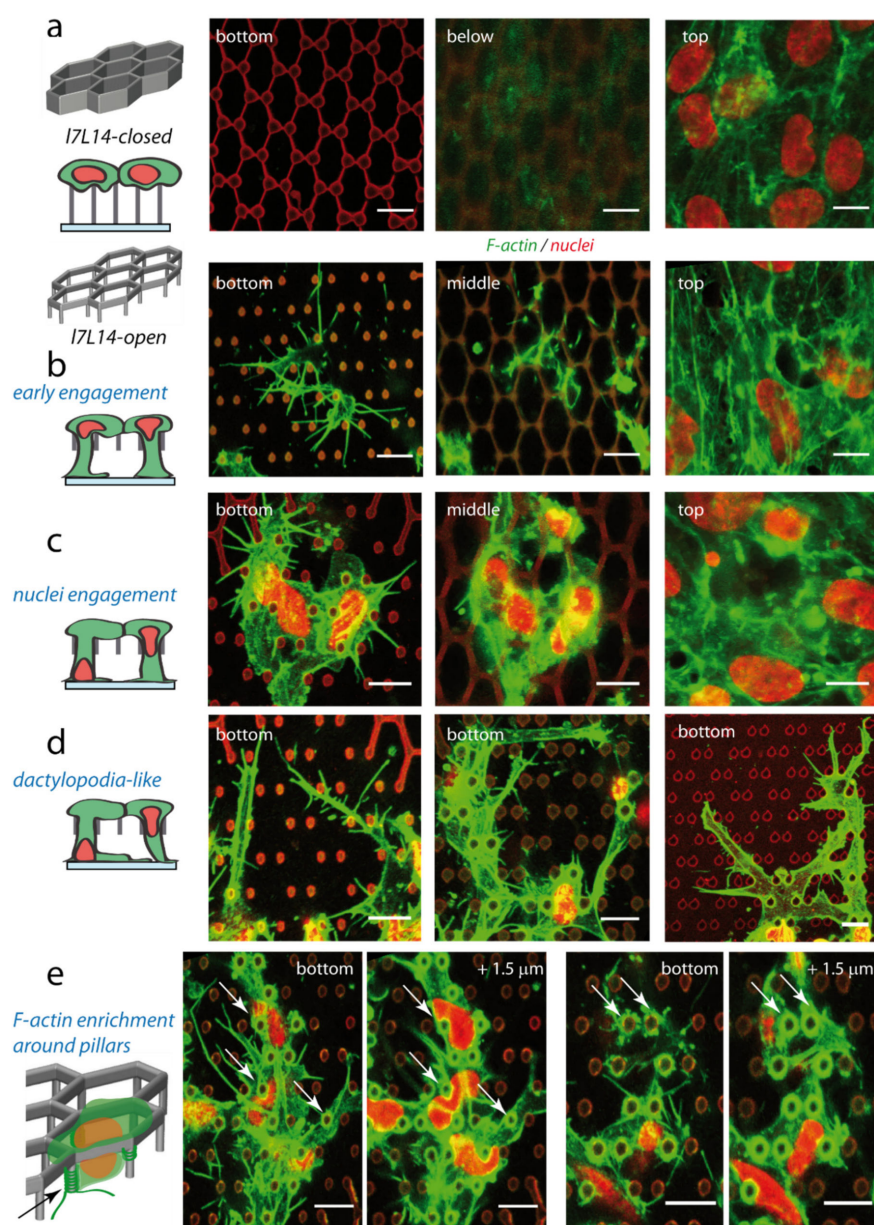 a
bottom
below
top
l7L14-closed
F-actin / nuclei
l7L14-open
bottom
middle
top
b
early engagement
c
bottom
middle
top
nuclei engagement
d
bottom
bottom
bottom
dactylopodia-like
e
bottom
+ 1.5 µm
bottom
+ 1.5 µm
F-actin enrichment
around pillars